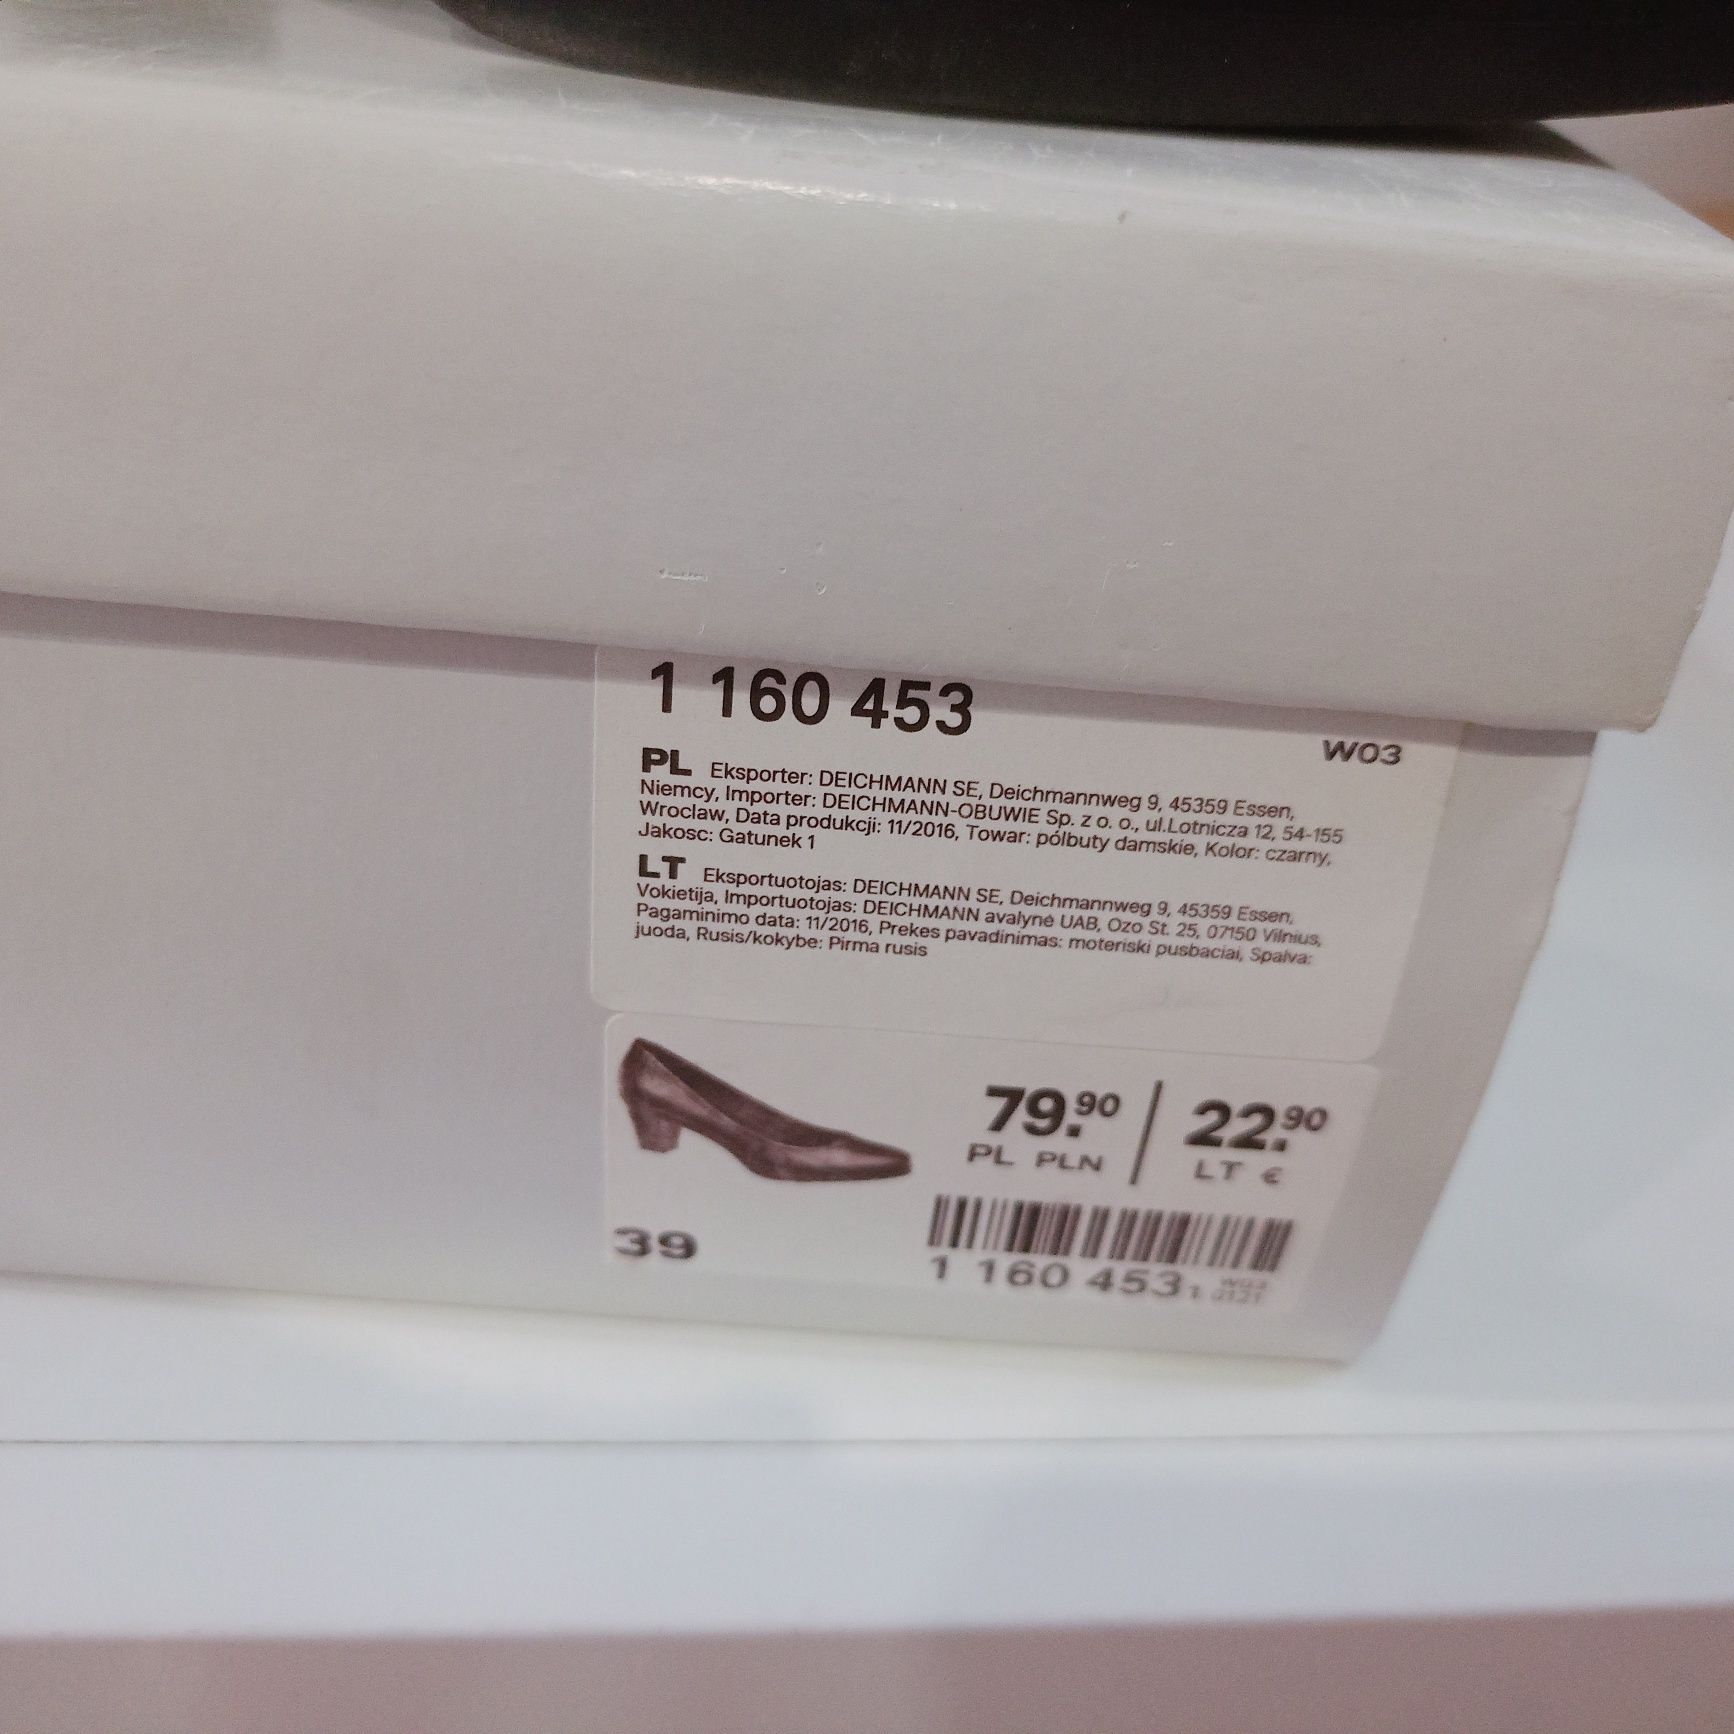 1 160 453
W03
PL Eksporter: DEICHMANN SE, Deichmannweg 9, 45359 Essen,
Niemcy, Importer: DEICHMANN-OBUWIE Sp. z o. o., ul.Lotnicza 12, 54-155
Wroclaw, Data produkcji: 11/2016, Towar: pólbuty damskie, Kolor: czarny,
Jakosc: Gatunek 1
LT Eksportuotojas: DEICHMANN SE, Deichmannweg 9, 45359 Essen,
Vokietija, Importuotojas: DEICHMANN avalynė UAB, Ozo St. 25, 07150 Vilnius,
Pagaminimo data: 11/2016, Prekes pavadinimas: moteriski pusbaciai, Spalva:
juoda, Rusis/kokybe: Pirma rusis
79.90 22.90
PL PLN LT €
39
1 160 453 1 W03